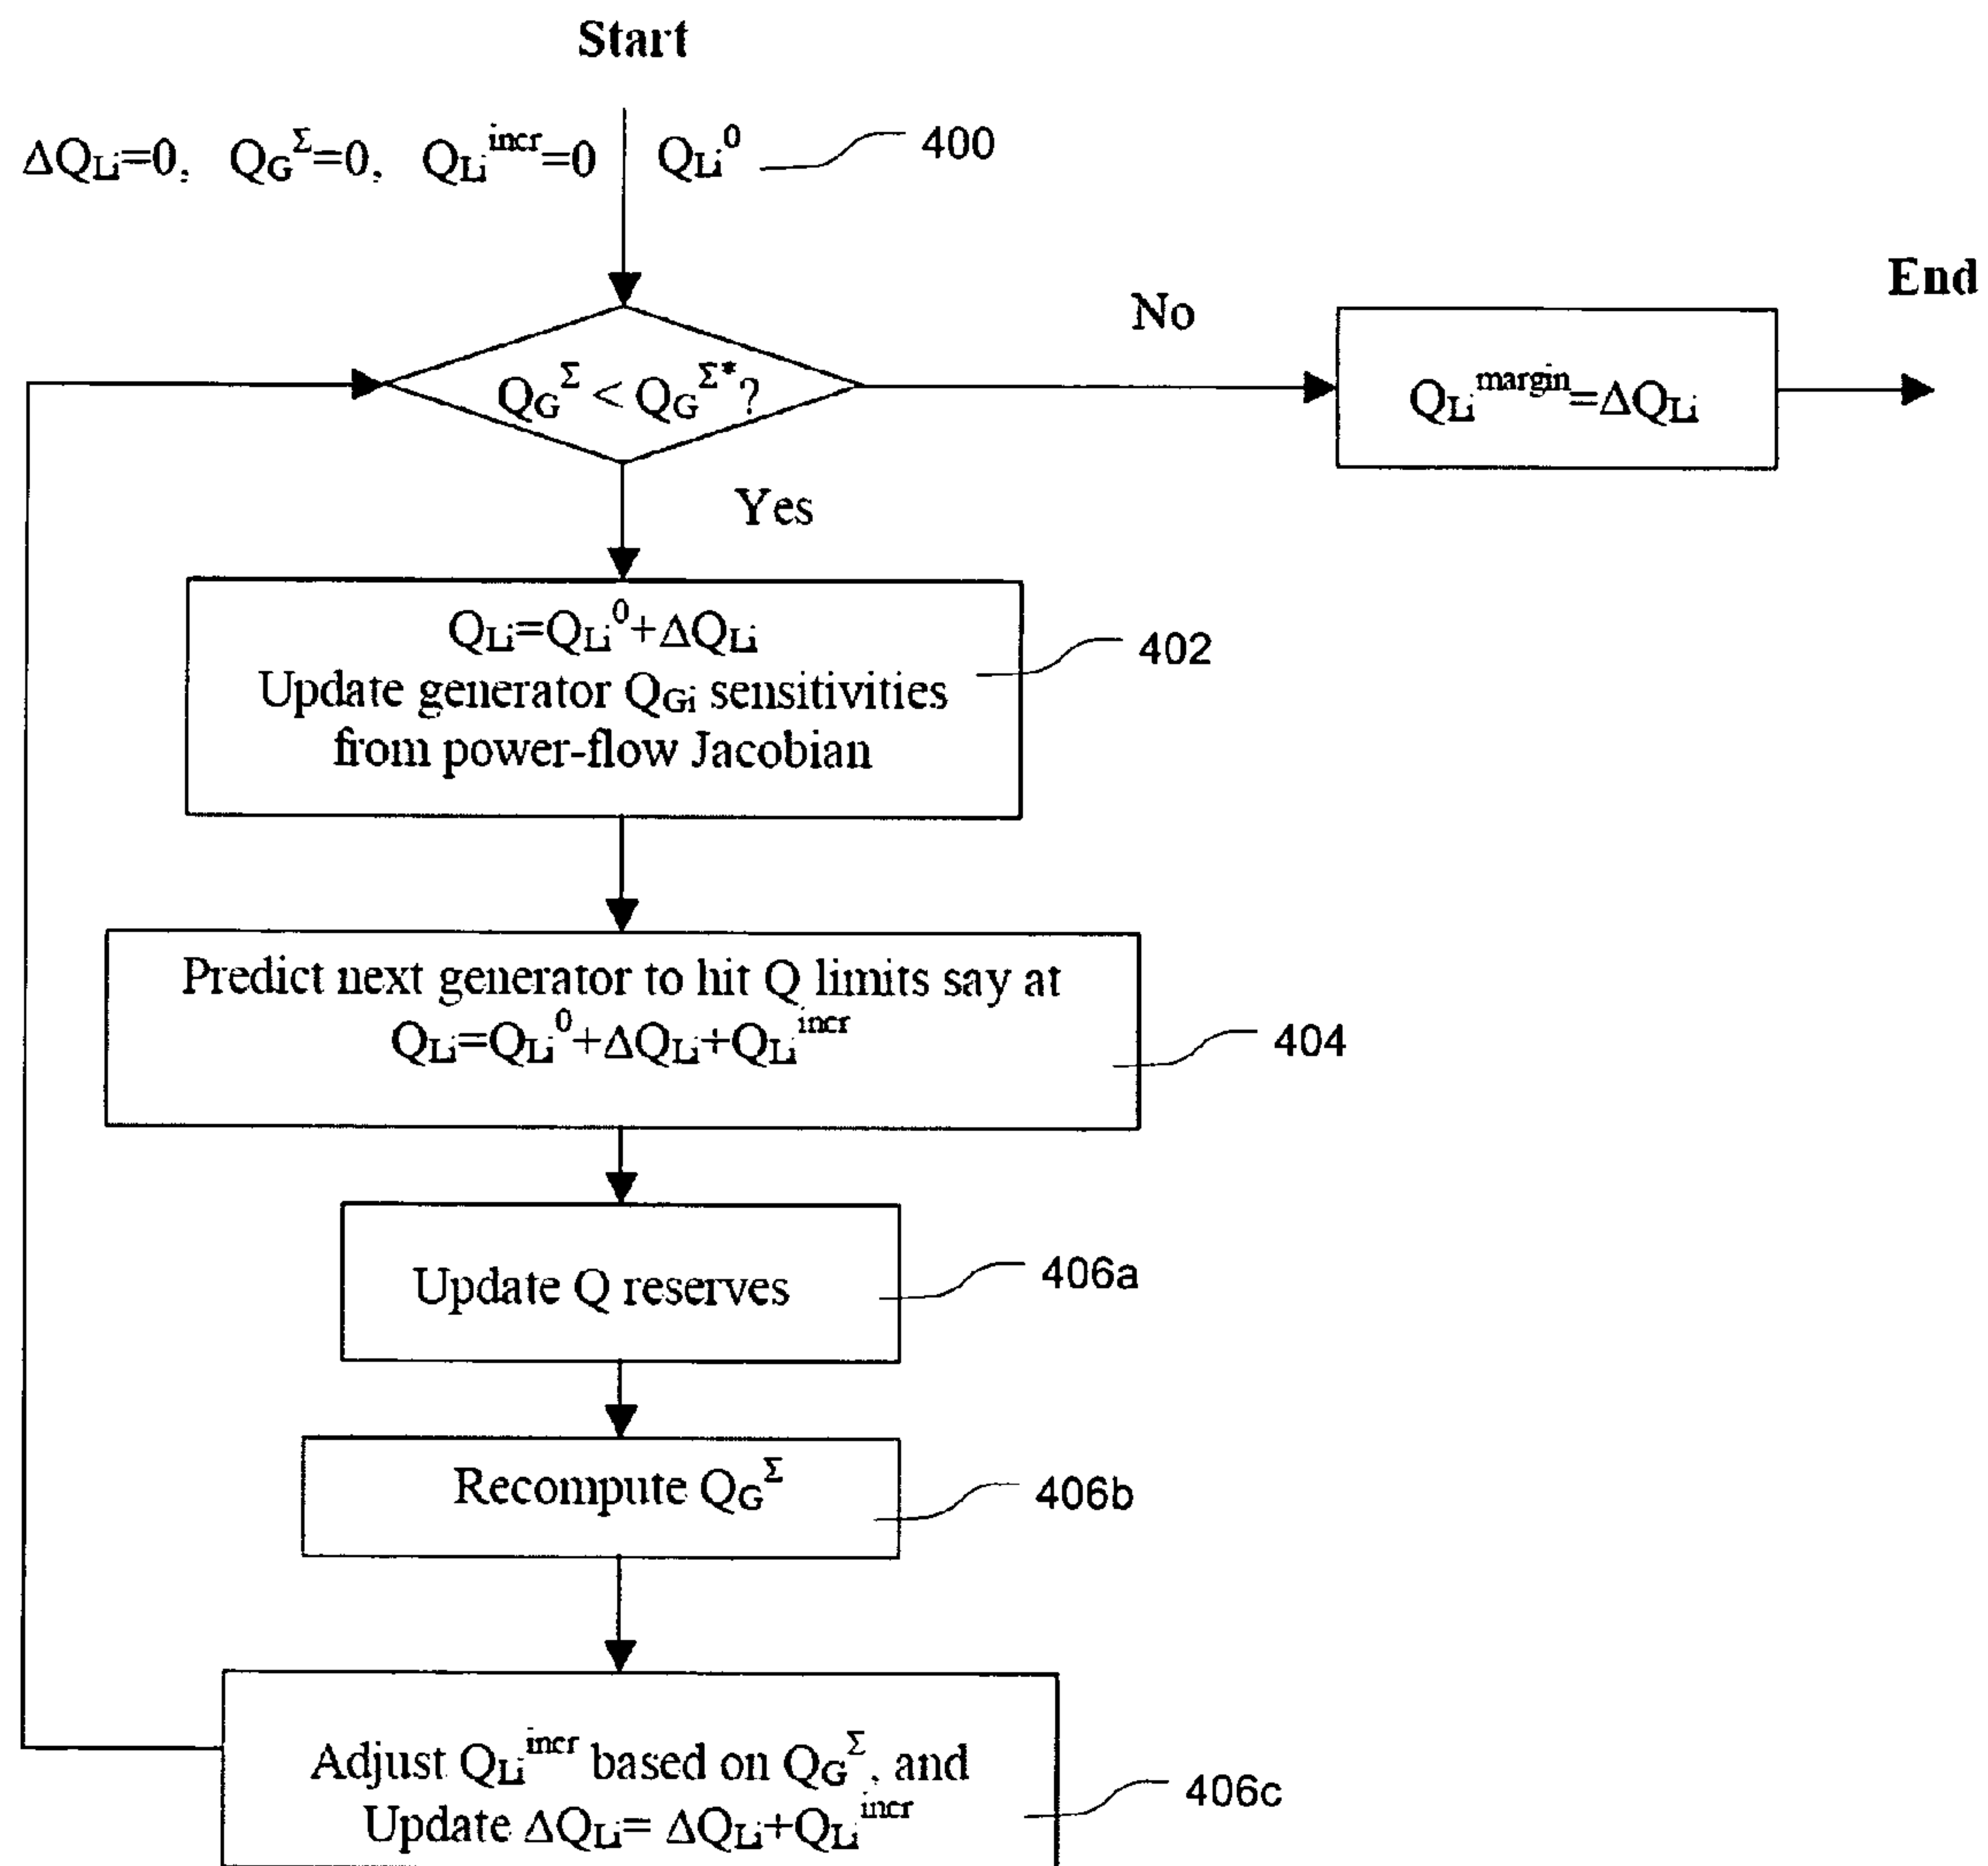 Start
ΔQLi=0, QG^Σ=0, QLi^incr=0 QLi^0 400
End
No
QG^Σ < QG^Σ*?
QLi^margin=ΔQLi
Yes
QLi=QLi^0+ΔQLi
Update generator QGi sensitivities
from power-flow Jacobian
402
Predict next generator to hit Q limits say at
QLi=QLi^0+ΔQLi+QLi^incr
404
Update Q reserves
406a
Recompute QG^Σ
406b
Adjust QLi^incr based on QG^Σ, and
Update ΔQLi= ΔQLi+QLi^incr
406c